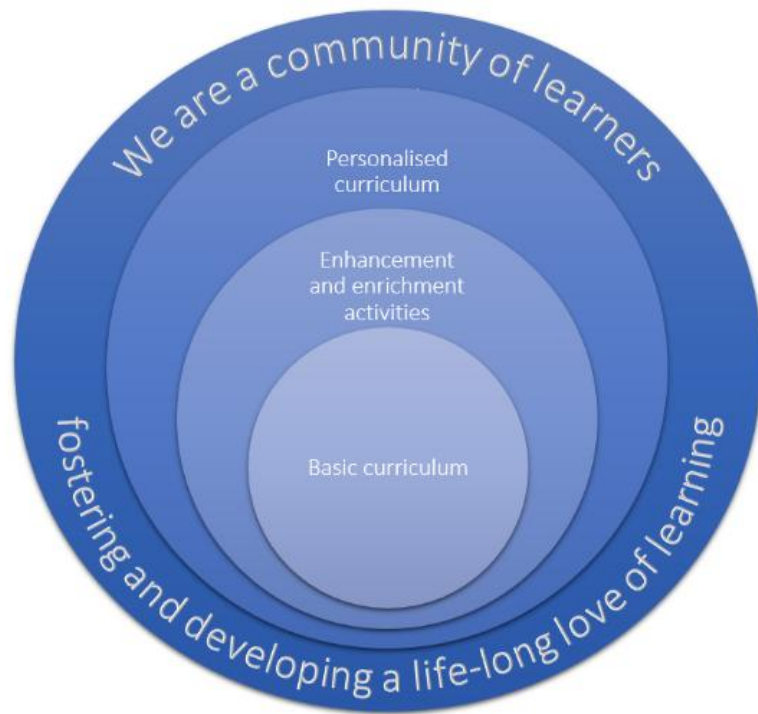 We are a community of learners
Personalised
curriculum
Enhancement
and enrichment
activities
Basic curriculum
fostering and developing a life-long love of learning